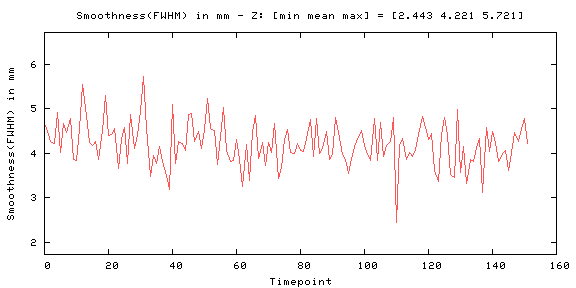 Smoothness(FWHM) in mm - Z: [min mean max] = [2.443 4.221 5.721]
Smoothness(FWHM) in mm
6
5
4
3
2
0 20 40 60 80 100 120 140 160
Timepoint